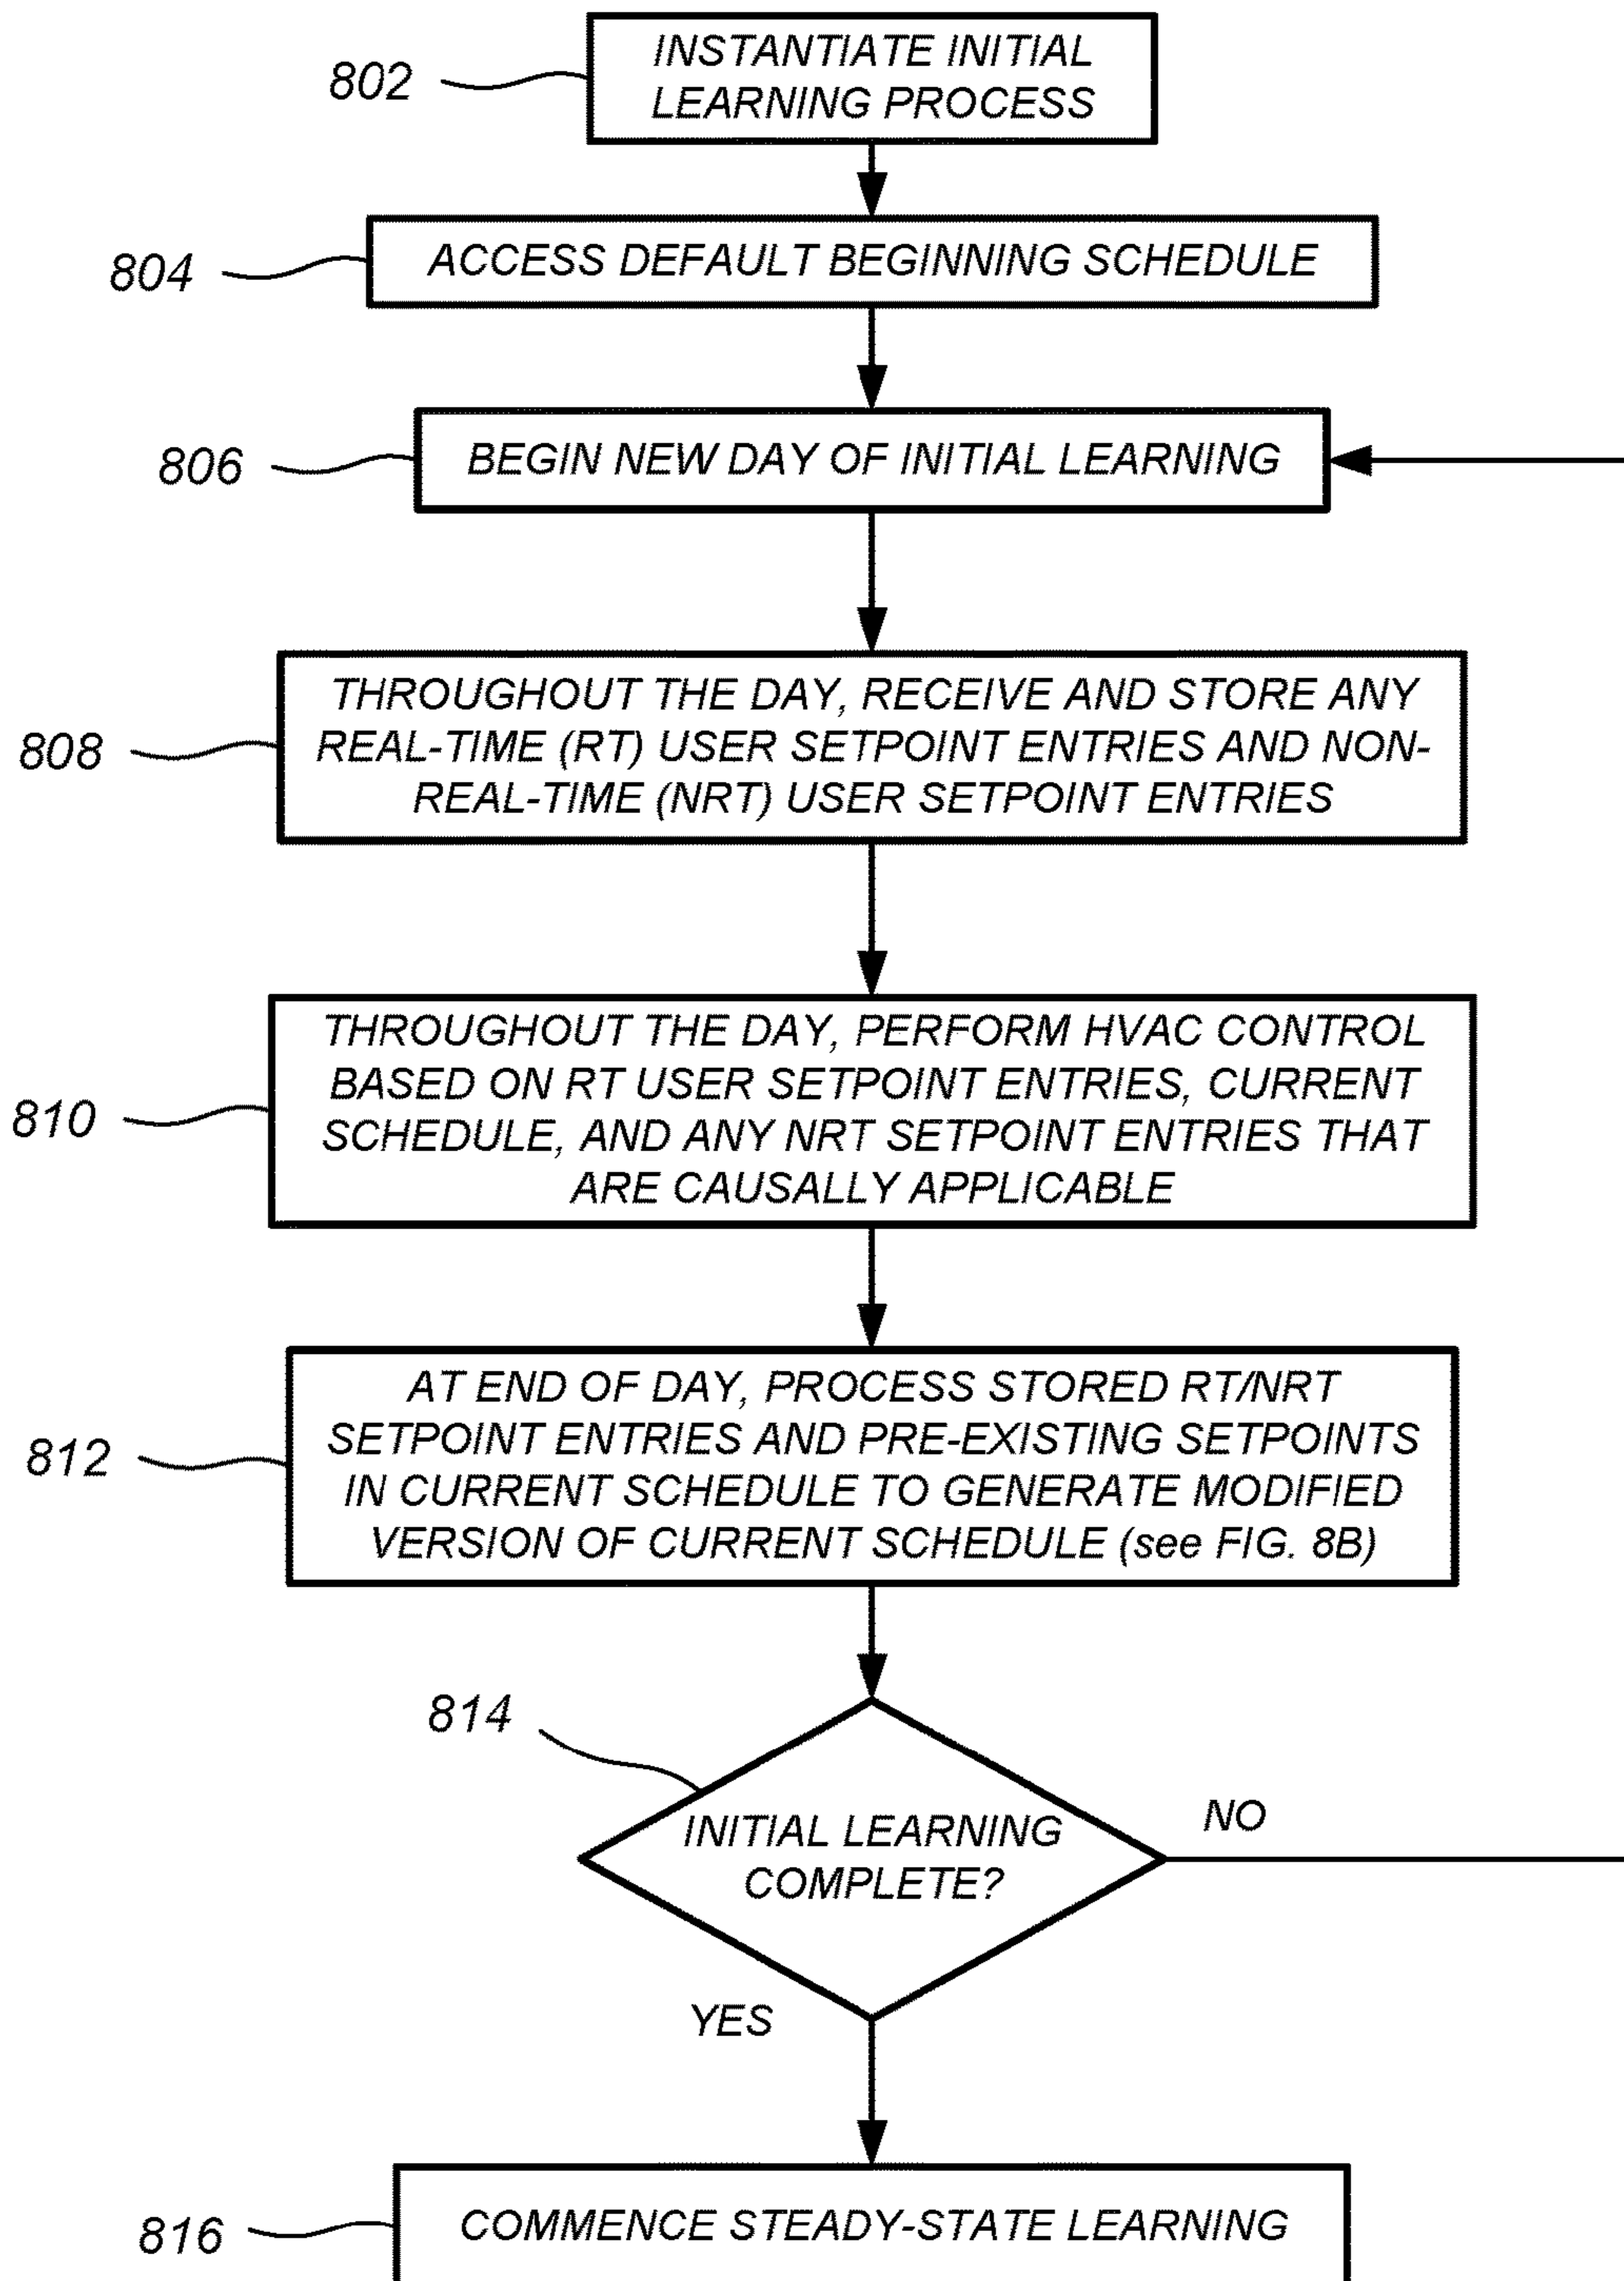 802
INSTANTIATE INITIAL
LEARNING PROCESS
804
ACCESS DEFAULT BEGINNING SCHEDULE
806
BEGIN NEW DAY OF INITIAL LEARNING
808
THROUGHOUT THE DAY, RECEIVE AND STORE ANY
REAL-TIME (RT) USER SETPOINT ENTRIES AND NON-
REAL-TIME (NRT) USER SETPOINT ENTRIES
810
THROUGHOUT THE DAY, PERFORM HVAC CONTROL
BASED ON RT USER SETPOINT ENTRIES, CURRENT
SCHEDULE, AND ANY NRT SETPOINT ENTRIES THAT
ARE CAUSALLY APPLICABLE
812
AT END OF DAY, PROCESS STORED RT/NRT
SETPOINT ENTRIES AND PRE-EXISTING SETPOINTS
IN CURRENT SCHEDULE TO GENERATE MODIFIED
VERSION OF CURRENT SCHEDULE (see FIG. 8B)
814
INITIAL LEARNING
COMPLETE?
NO
YES
816
COMMENCE STEADY-STATE LEARNING